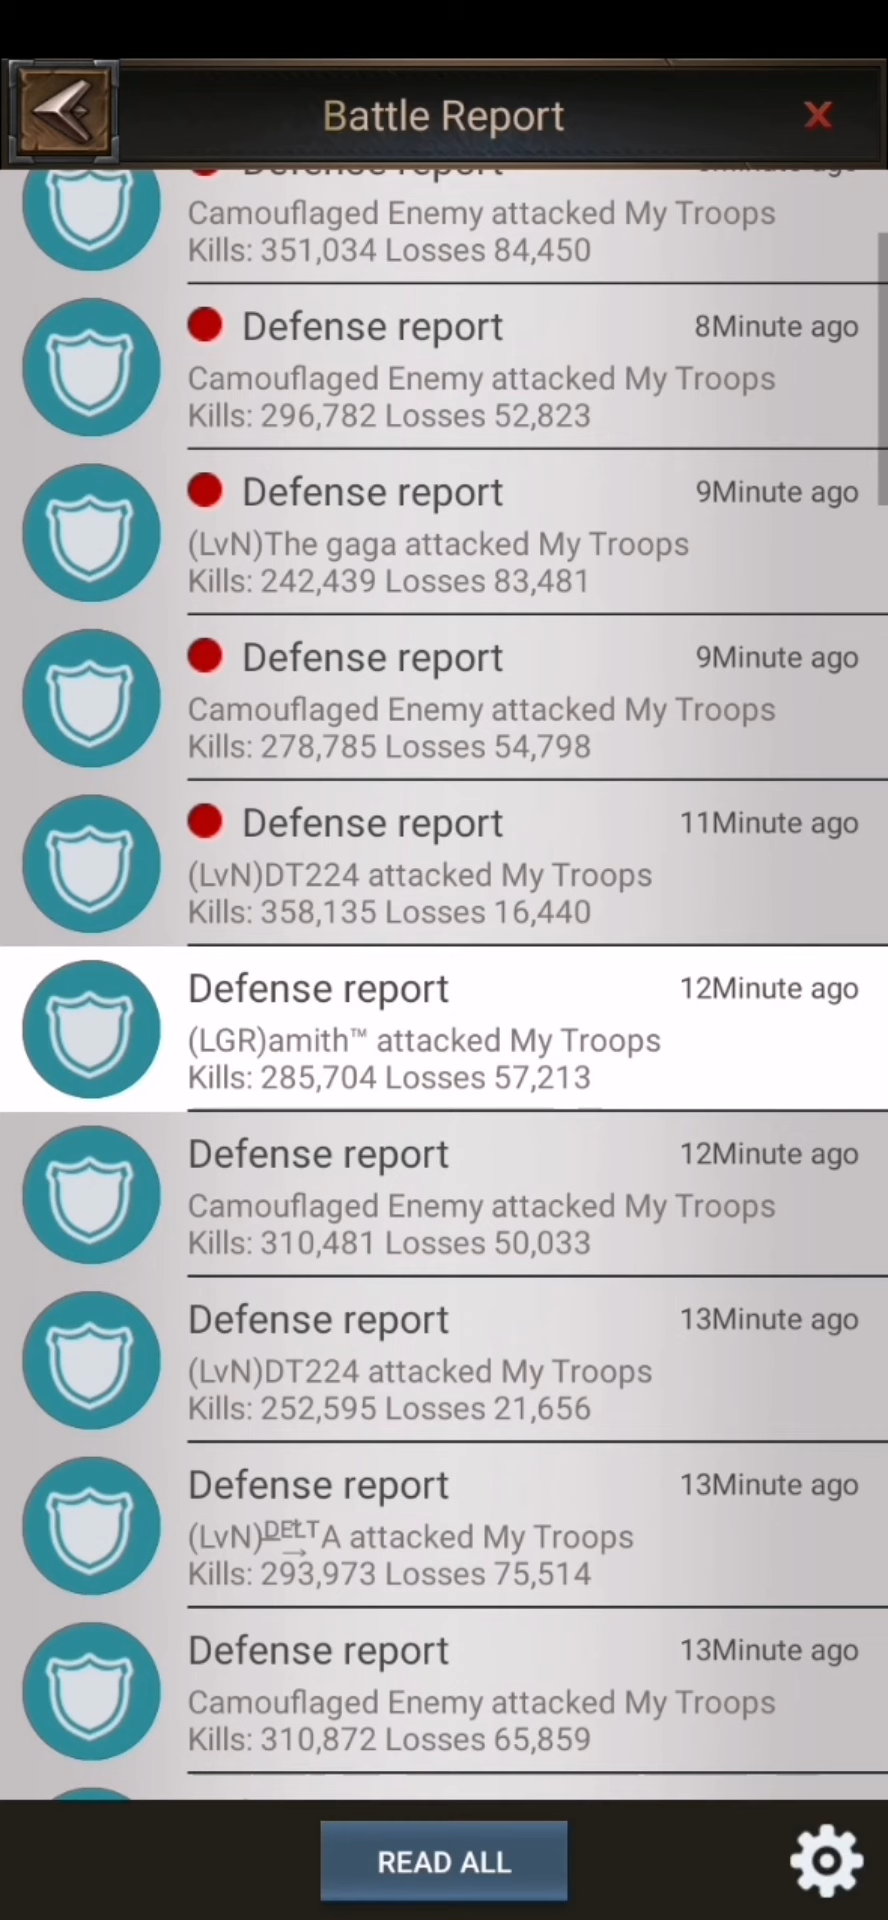 Battle Report
X
Defense report
Camouflaged Enemy attacked My Troops
Kills: 351,034 Losses 84,450
Defense report
8Minute ago
Camouflaged Enemy attacked My Troops
Kills: 296,782 Losses 52,823
Defense report
9Minute ago
(LvN)The gaga attacked My Troops
Kills: 242,439 Losses 83,481
Defense report
9Minute ago
Camouflaged Enemy attacked My Troops
Kills: 278,785 Losses 54,798
Defense report
11Minute ago
(LvN)DT224 attacked My Troops
Kills: 358,135 Losses 16,440
Defense report
12Minute ago
(LGR)amith™ attacked My Troops
Kills: 285,704 Losses 57,213
Defense report
12Minute ago
Camouflaged Enemy attacked My Troops
Kills: 310,481 Losses 50,033
Defense report
13Minute ago
(LvN)DT224 attacked My Troops
Kills: 252,595 Losses 21,656
Defense report
13Minute ago
(LvN)DELTA attacked My Troops
Kills: 293,973 Losses 75,514
Defense report
13Minute ago
Camouflaged Enemy attacked My Troops
Kills: 310,872 Losses 65,859
READ ALL